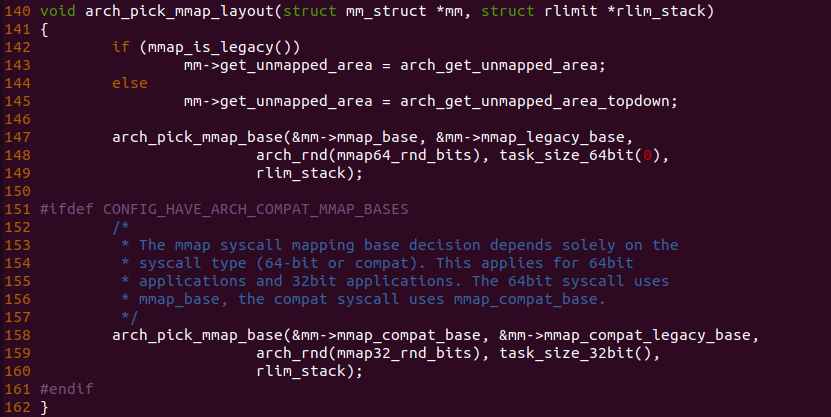 140 void arch_pick_mmap_layout(struct mm_struct *mm, struct rlimit *rlim_stack)
141 {
142         if (mmap_is_legacy())
143                 mm->get_unmapped_area = arch_get_unmapped_area;
144         else
145                 mm->get_unmapped_area = arch_get_unmapped_area_topdown;
146
147         arch_pick_mmap_base(&mm->mmap_base, &mm->mmap_legacy_base,
148                         arch_rnd(mmap64_rnd_bits), task_size_64bit(0),
149                         rlim_stack);
150
151 #ifdef CONFIG_HAVE_ARCH_COMPAT_MMAP_BASES
152         /*
153          * The mmap syscall mapping base decision depends solely on the
154          * syscall type (64-bit or compat). This applies for 64bit
155          * applications and 32bit applications. The 64bit syscall uses
156          * mmap_base, the compat syscall uses mmap_compat_base.
157          */
158         arch_pick_mmap_base(&mm->mmap_compat_base, &mm->mmap_compat_legacy_base,
159                         arch_rnd(mmap32_rnd_bits), task_size_32bit(),
160                         rlim_stack);
161 #endif
162 }